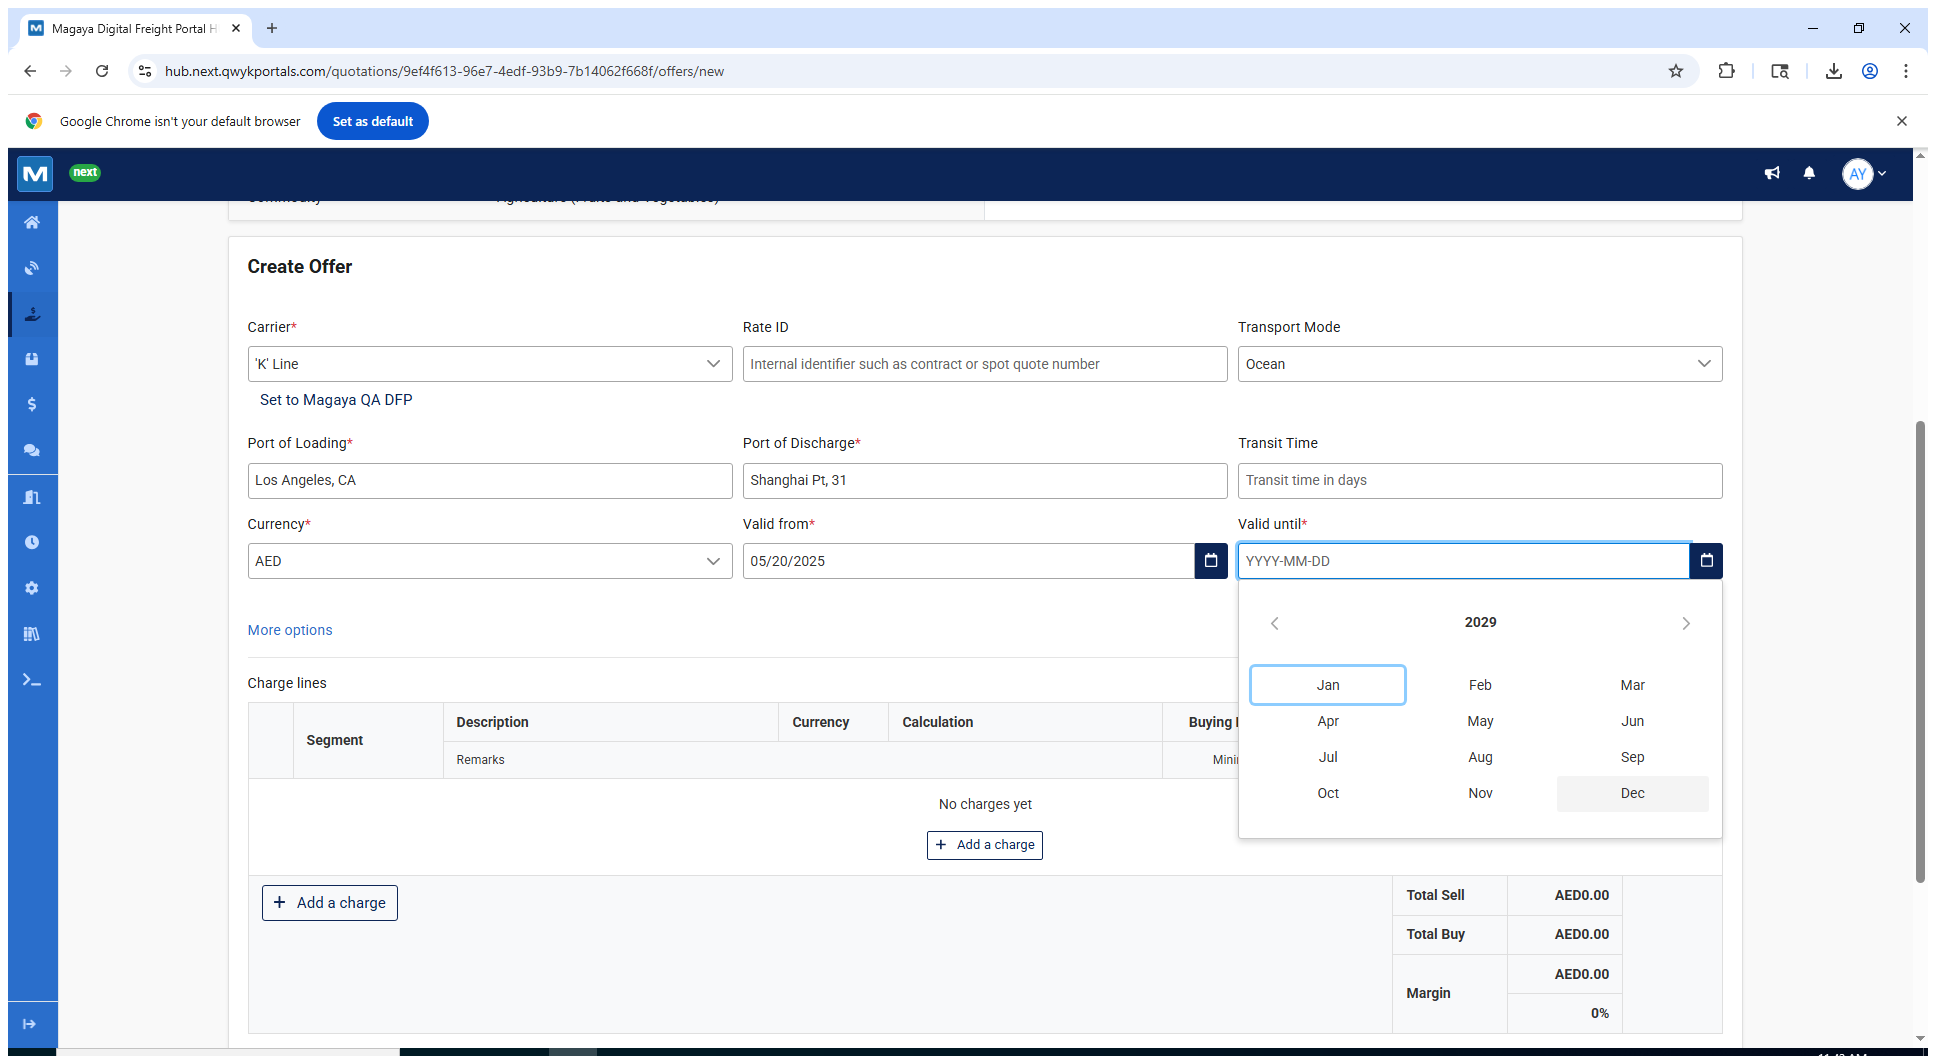 Magaya Digital Freight Portal H
hub.next.qwykportals.com/quotations/9ef4f613-96e7-4edf-93b9-7b14062f668f/offers/new
Google Chrome isn't your default browser
Set as default
M
next
AY
Commodity
Agriculture (Fruits and Vegetables)
Create Offer
Carrier*
Rate ID
Transport Mode
'K' Line
Internal identifier such as contract or spot quote number
Ocean
Set to Magaya QA DFP
Port of Loading*
Port of Discharge*
Transit Time
Los Angeles, CA
Shanghai Pt, 31
Transit time in days
Currency*
Valid from*
Valid until*
AED
05/20/2025
YYYY-MM-DD
2029
More options
Jan
Feb
Mar
Apr
May
Jun
Jul
Aug
Sep
Oct
Nov
Dec
Charge lines
Segment
Description
Currency
Calculation
Buying
Remarks
No charges yet
+ Add a charge
+ Add a charge
Total Sell
AED0.00
Total Buy
AED0.00
Margin
AED0.00
0%